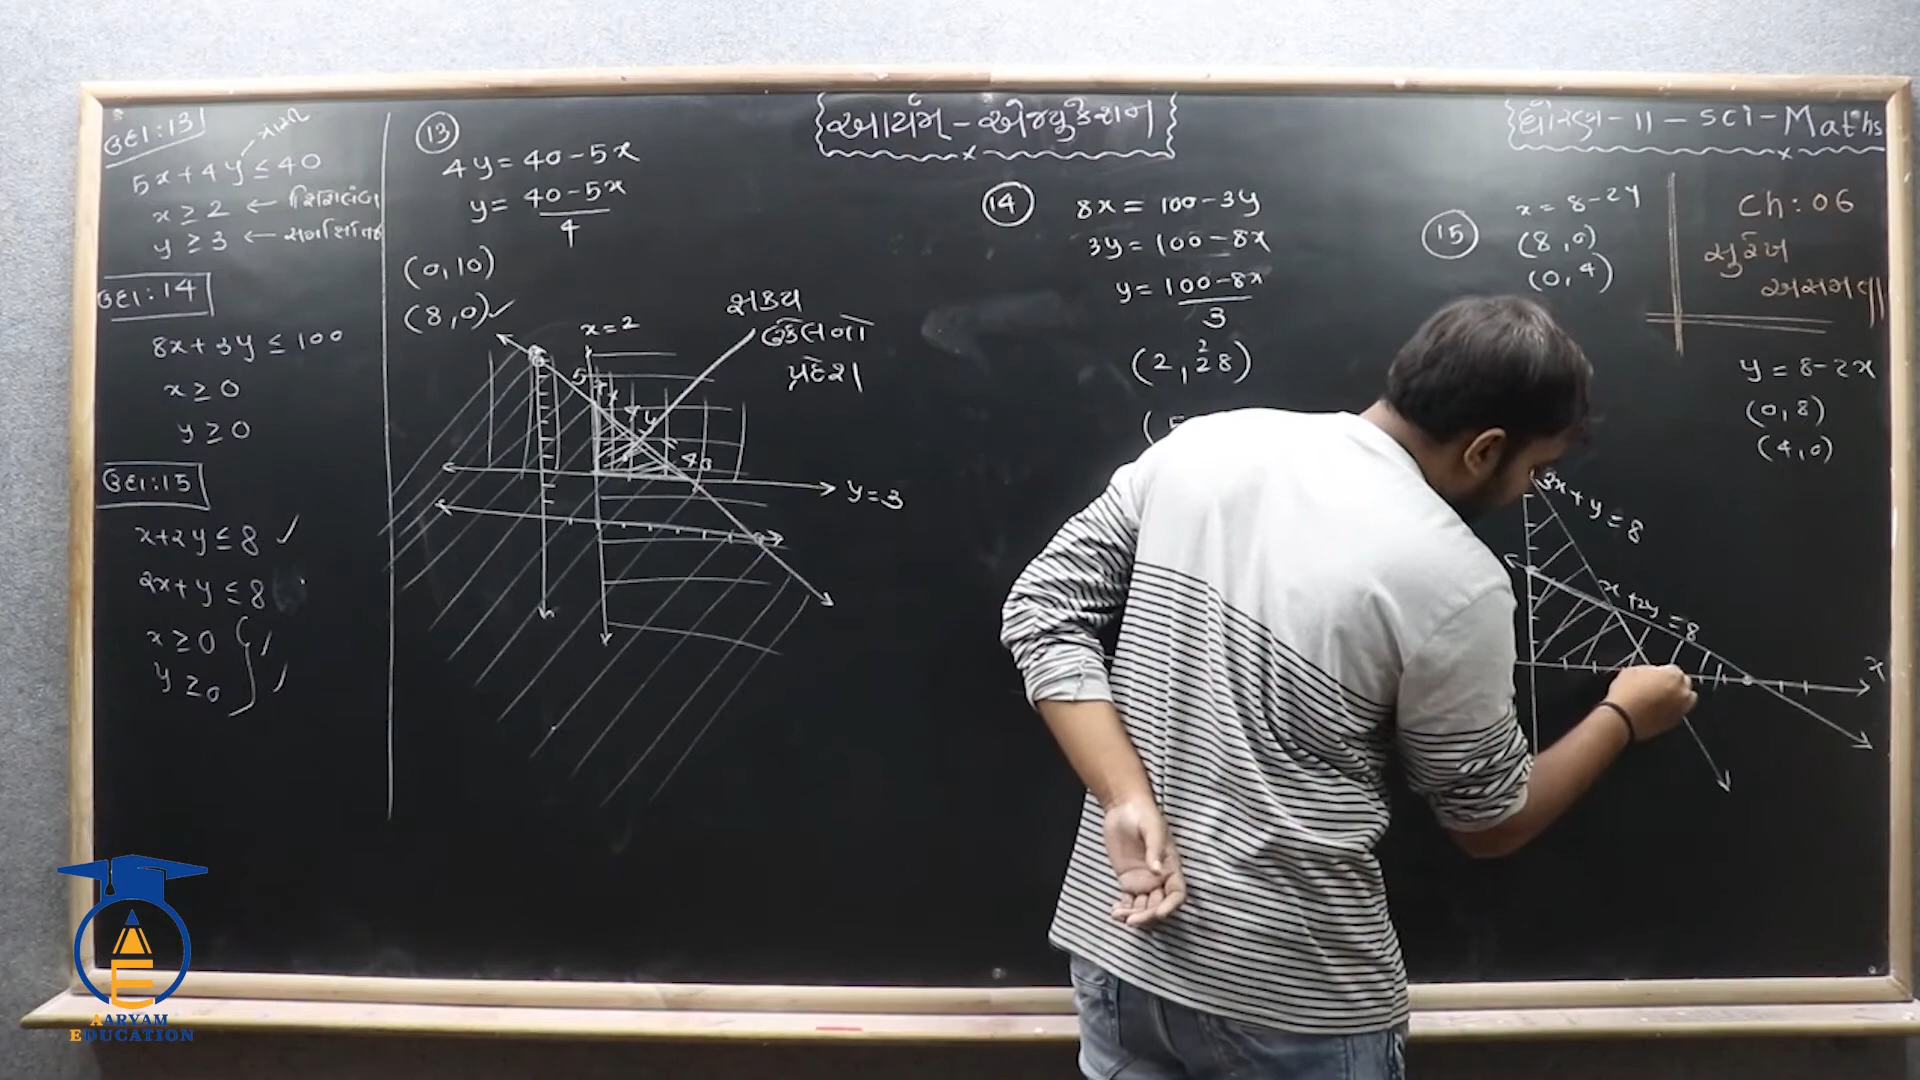 આર્યમ - એજ્યુકેશન
ધોરણ - 11 - sci - Maths
Ch : 06
સુરેખ
અસમતા
ઉદા : 13
5x + 4y ≤ 40
x ≥ 2 ←
y ≥ 3 ←
ઉદા : 14
8x + 3y ≤ 100
x ≥ 0
y ≥ 0
ઉદા : 15
x + 2y ≤ 8 ✓
2x + y ≤ 8
x ≥ 0
y ≥ 0
13
4y = 40 - 5x
y = 40 - 5x
4
(0, 10)
(8, 0) ✓
x = 2
y = 3
શક્ય
ઉકેલનો
પ્રદેશ
14
8x = 100 - 3y
3y = 100 - 8x
y = 100 - 8x
3
(2, 28)
15
x = 8 - 2y
(8, 0)
(0, 4)
y = 8 - 2x
(0, 8)
(4, 0)
x + y = 8
x + 2y = 8
x
AARYAM
EDUCATION